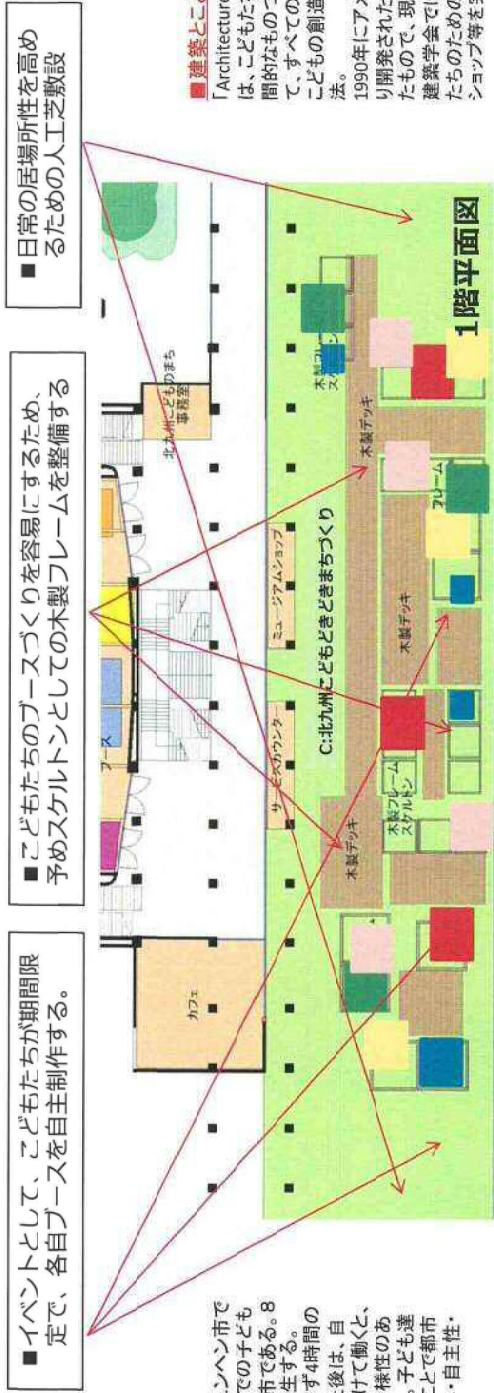 ■イベントとして、こどもたちが期間限
定で、各自ブースを自主制作する。
■こどもたちのブースづくりを容易にするため、
予めスケルトンとしての木製フレームを整備する
■日常の居場所性を高め
るための人工芝敷設
カフェ
ブース
北九州こどものまち
事務室
サービスカウンター
ミュージアムショップ
C:北九州こどもどきどきまちづくり
木製デッキ
木製フレーム
スケルトン
木製デッキ
フレーム
木製デッキ
木製フレーム
スケルトン
1階平面図
ンヘン市で
での子ども
市である。8
生する。
ず4時間の
後は、自
けて働くと、
様性のあ
。子ども達
とで都市
・自主性・
■建築とこど
「Architecture
は、こどもた
間的なものづ
て、すべての
こどもの創造
法。
1990年にアメ
り開発された
たもので、現
建築学会では
たちのための
ショップ等を